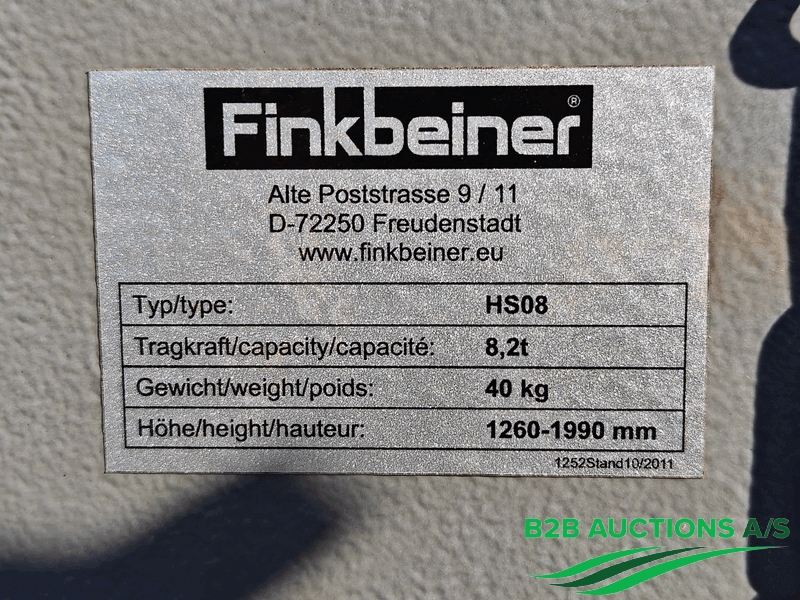 Finkbeiner®
Alte Poststrasse 9 / 11
D-72250 Freudenstadt
www.finkbeiner.eu
Typ/type: HS08
Tragkraft/capacity/capacité: 8,2t
Gewicht/weight/poids: 40 kg
Höhe/height/hauteur: 1260-1990 mm
1252Stand10/2011
B2B AUCTIONS A/S